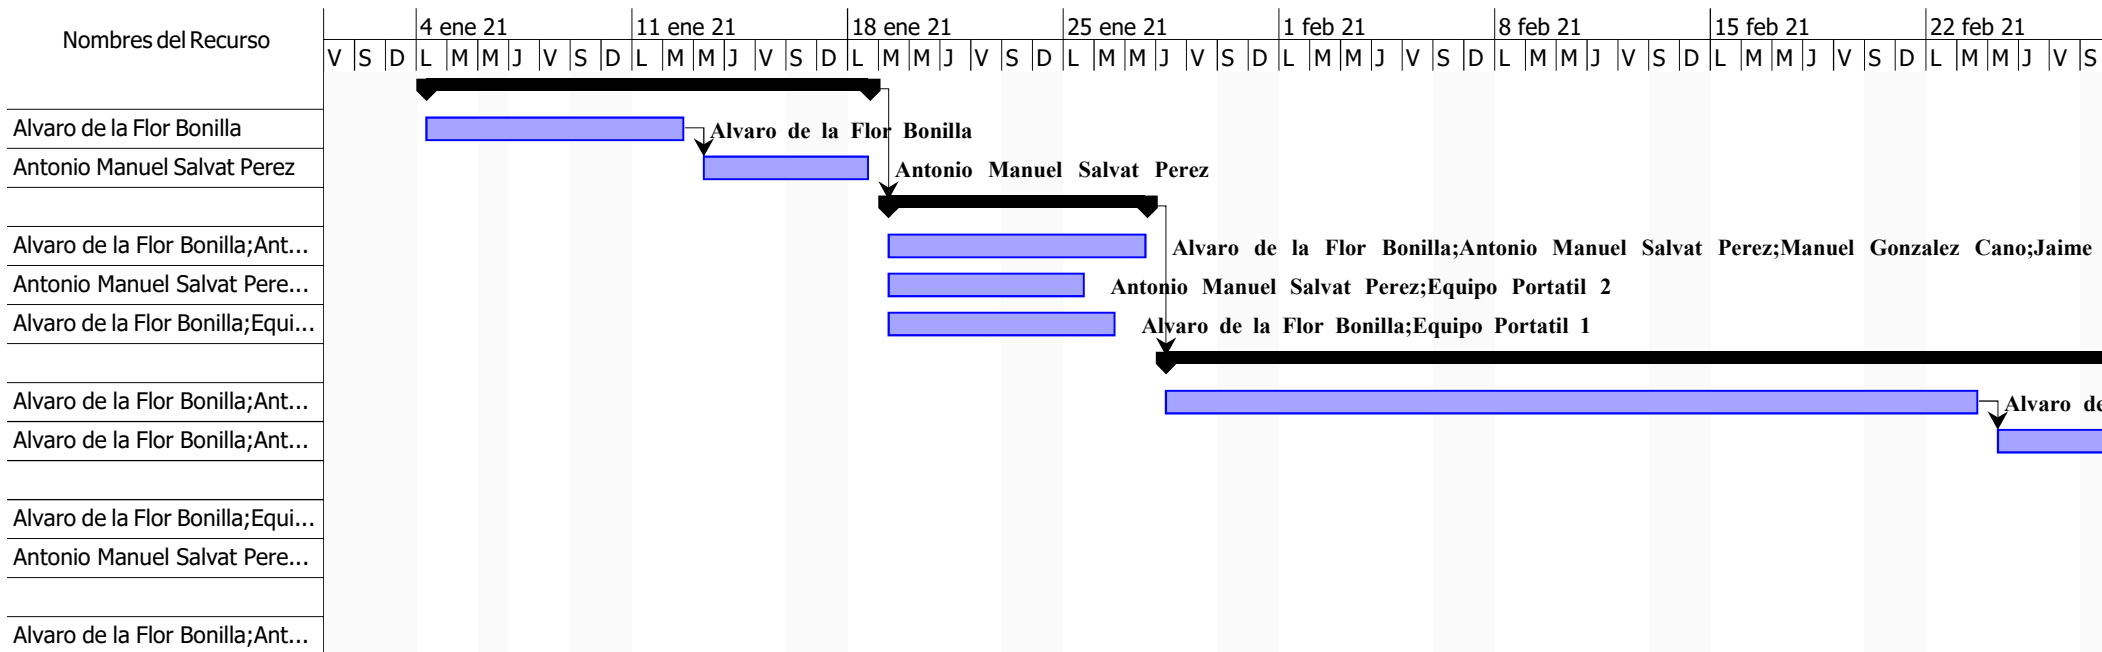 Nombres del Recurso
4 ene 21 11 ene 21 18 ene 21 25 ene 21 1 feb 21 8 feb 21 15 feb 21 22 feb 21
V S D L M M J V S D L M M J V S D L M M J V S D L M M J V S D L M M J V S D L M M J V S D L M M J V S D L M M J V S
Alvaro de la Flor Bonilla Alvaro de la Flor Bonilla
Antonio Manuel Salvat Perez Antonio Manuel Salvat Perez
Alvaro de la Flor Bonilla;Ant... Alvaro de la Flor Bonilla;Antonio Manuel Salvat Perez;Manuel Gonzalez Cano;Jaime
Antonio Manuel Salvat Pere... Antonio Manuel Salvat Perez;Equipo Portatil 2
Alvaro de la Flor Bonilla;Equi... Alvaro de la Flor Bonilla;Equipo Portatil 1
Alvaro de la Flor Bonilla;Ant... Alvaro de
Alvaro de la Flor Bonilla;Ant...
Alvaro de la Flor Bonilla;Equi...
Antonio Manuel Salvat Pere...
Alvaro de la Flor Bonilla;Ant...